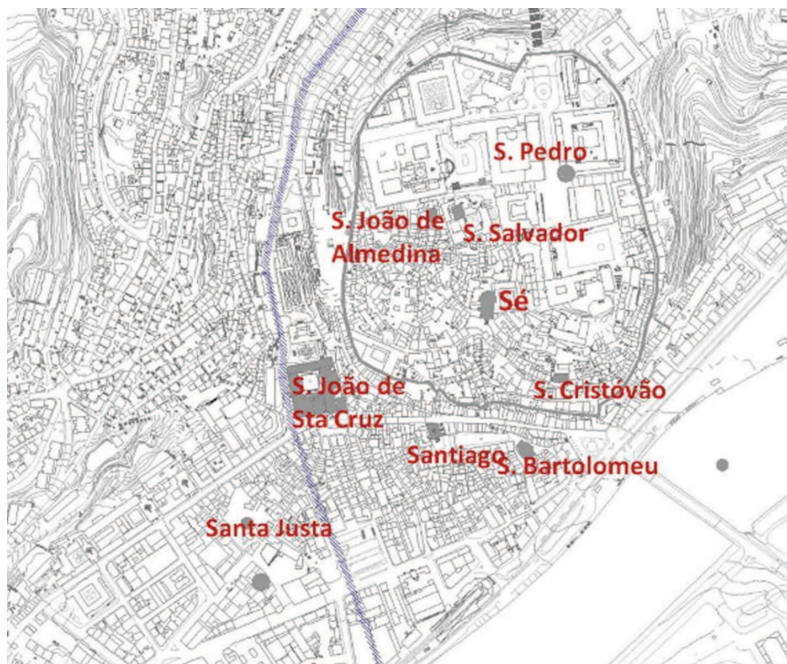 S. Pedro
S. João de
Almedina
S. Salvador
Sé
S. João de
Sta Cruz
S. Cristóvão
Santiago
S. Bartolomeu
Santa Justa